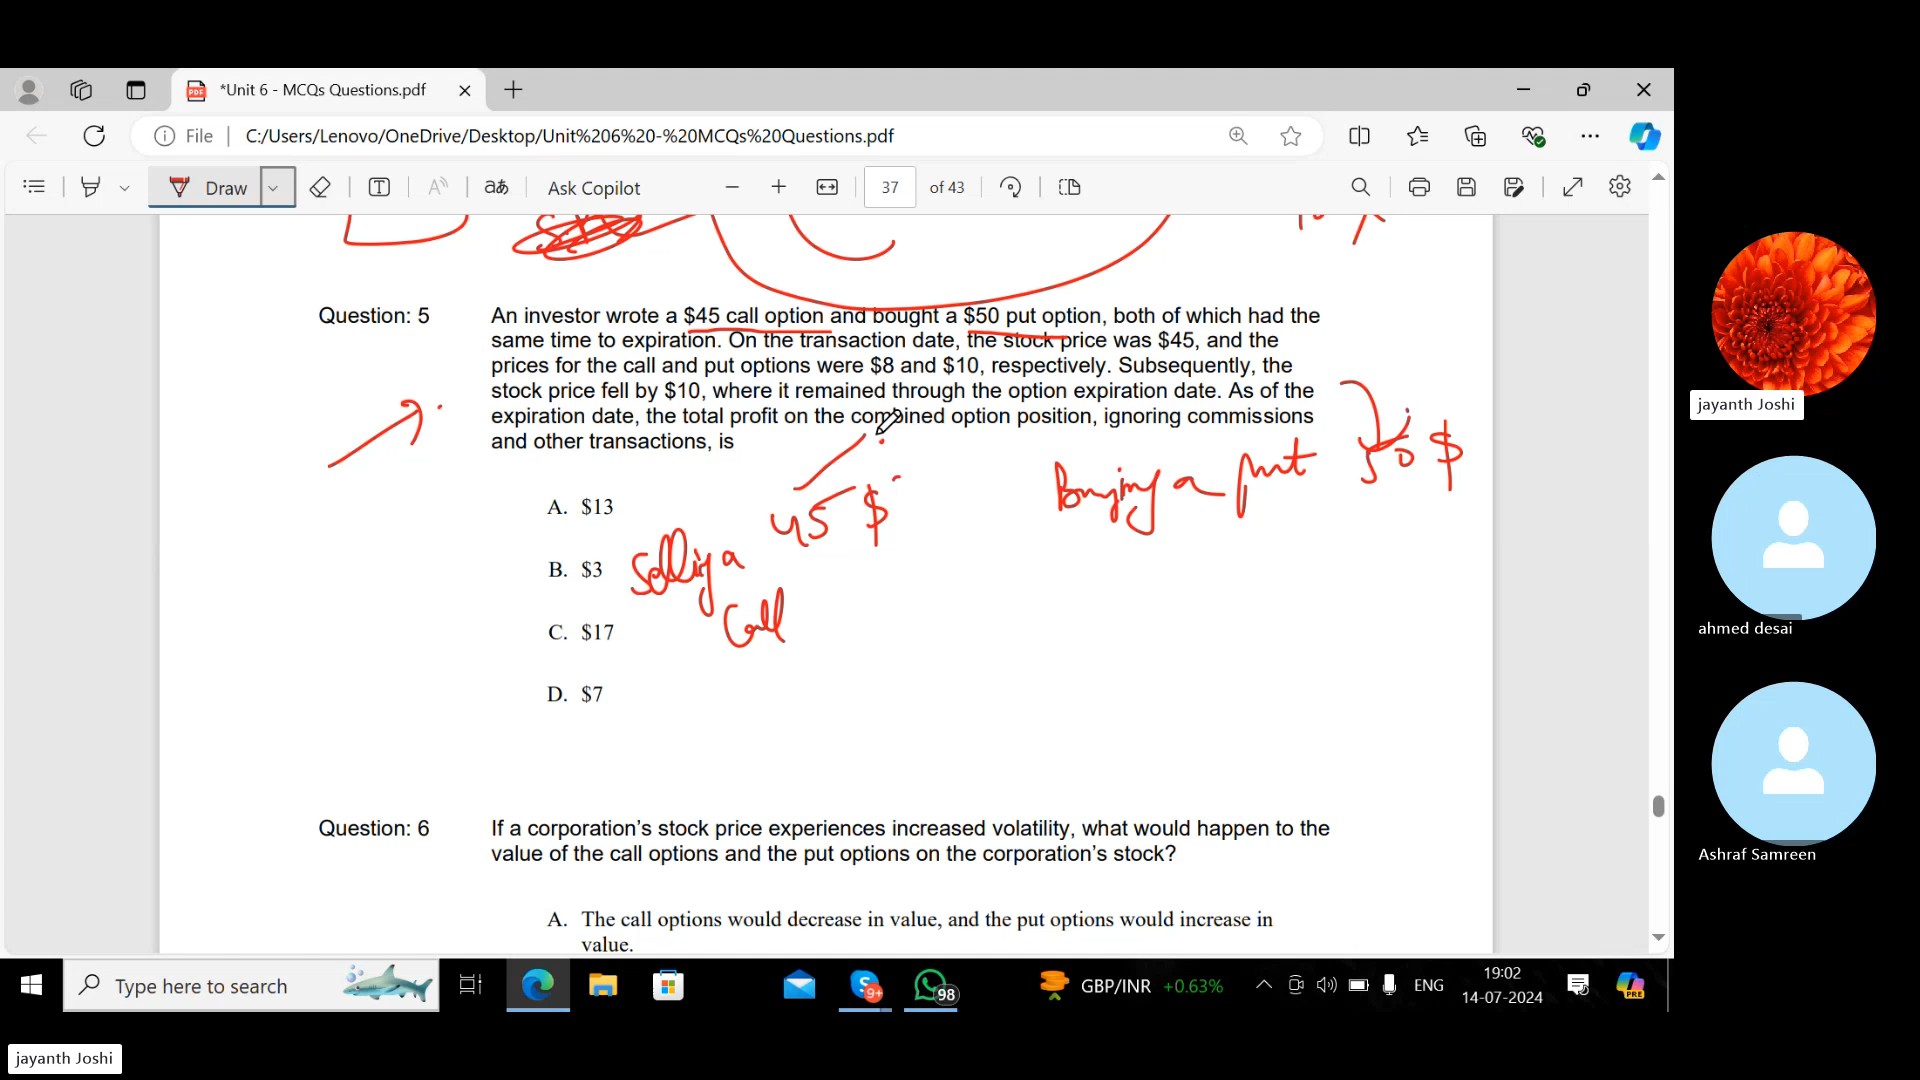 *Unit 6 - MCQs Questions.pdf
File
C:/Users/Lenovo/OneDrive/Desktop/Unit%206%20-%20MCQs%20Questions.pdf
Draw
Ask Copilot
37 of 43
Question: 5
An investor wrote a $45 call option and bought a $50 put option, both of which had the
same time to expiration. On the transaction date, the stock price was $45, and the
prices for the call and put options were $8 and $10, respectively. Subsequently, the
stock price fell by $10, where it remained through the option expiration date. As of the
expiration date, the total profit on the combined option position, ignoring commissions
and other transactions, is
Buying a put 50 $
A. $13
45 $
B. $3
Selling a
Call
C. $17
D. $7
Question: 6
If a corporation’s stock price experiences increased volatility, what would happen to the
value of the call options and the put options on the corporation’s stock?
A. The call options would decrease in value, and the put options would increase in
value.
jayanth Joshi
ahmed desai
Ashraf Samreen
Type here to search
9+
98
GBP/INR +0.63%
ENG
19:02
14-07-2024
PRE
jayanth Joshi